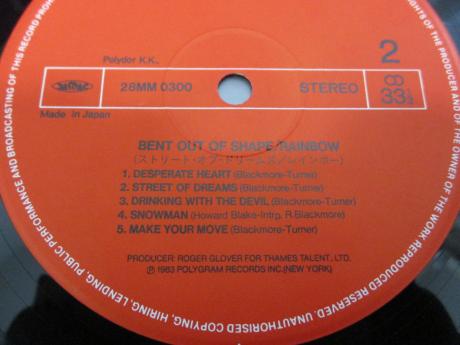 Polydor K.K.,
2
28MM 0300
STEREO
33⅓
Made in Japan
BENT OUT OF SHAPE/RAINBOW
(ストリート・オブ・ドリームス/レインボー)
1. DESPERATE HEART (Blackmore-Turner)
2. STREET OF DREAMS (Blackmore-Turner)
3. DRINKING WITH THE DEVIL (Blackmore-Turner)
4. SNOWMAN (Howard Blake-Intrp. R.Blackmore)
5. MAKE YOUR MOVE (Blackmore-Turner)
PRODUCER: ROGER GLOVER FOR THAMES TALENT, LTD.
Ⓟ 1983 POLYGRAM RECORDS INC.(NEW YORK)
RIGHTS OF THE PRODUCER AND OF THE OWNER OF THE WORK REPRODUCED RESERVED. UNAUTHORISED COPYING, HIRING, LENDING, PUBLIC PERFORMANCE AND BROADCASTING OF THIS RECORD PROH